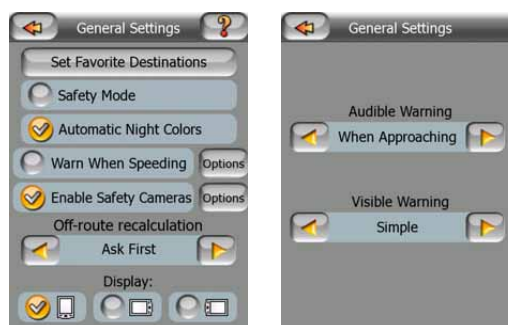 General Settings
?
Set Favorite Destinations
Safety Mode
Automatic Night Colors
Warn When Speeding
Options
Enable Safety Cameras
Options
Off-route recalculation
Ask First
Display:
General Settings
Audible Warning
When Approaching
Visible Warning
Simple